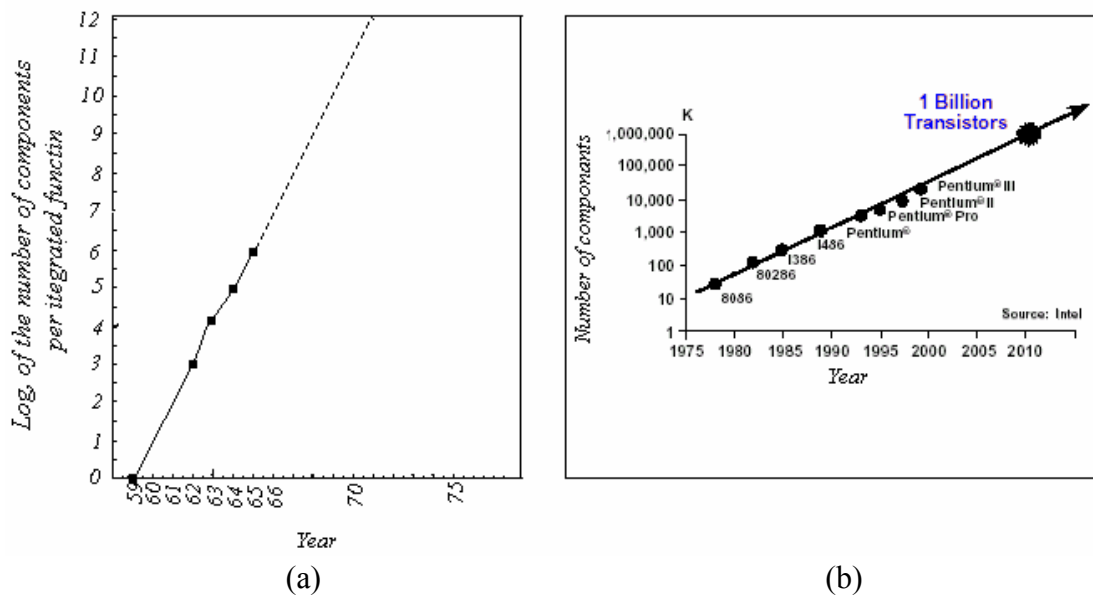 Log, of the number of components
per itegrated functin
12
11
10
9
8
7
6
5
4
3
2
1
0
59
60
61
62
63
64
65
66
70
75
Year
(a)
Number of componants
K
1 Billion
Transistors
1,000,000
100,000
10,000
1,000
100
10
1
Pentium® III
Pentium® II
Pentium® Pro
Pentium®
I486
I386
80286
8086
Source: Intel
1975 1980 1985 1990 1995 2000 2005 2010
Year
(b)